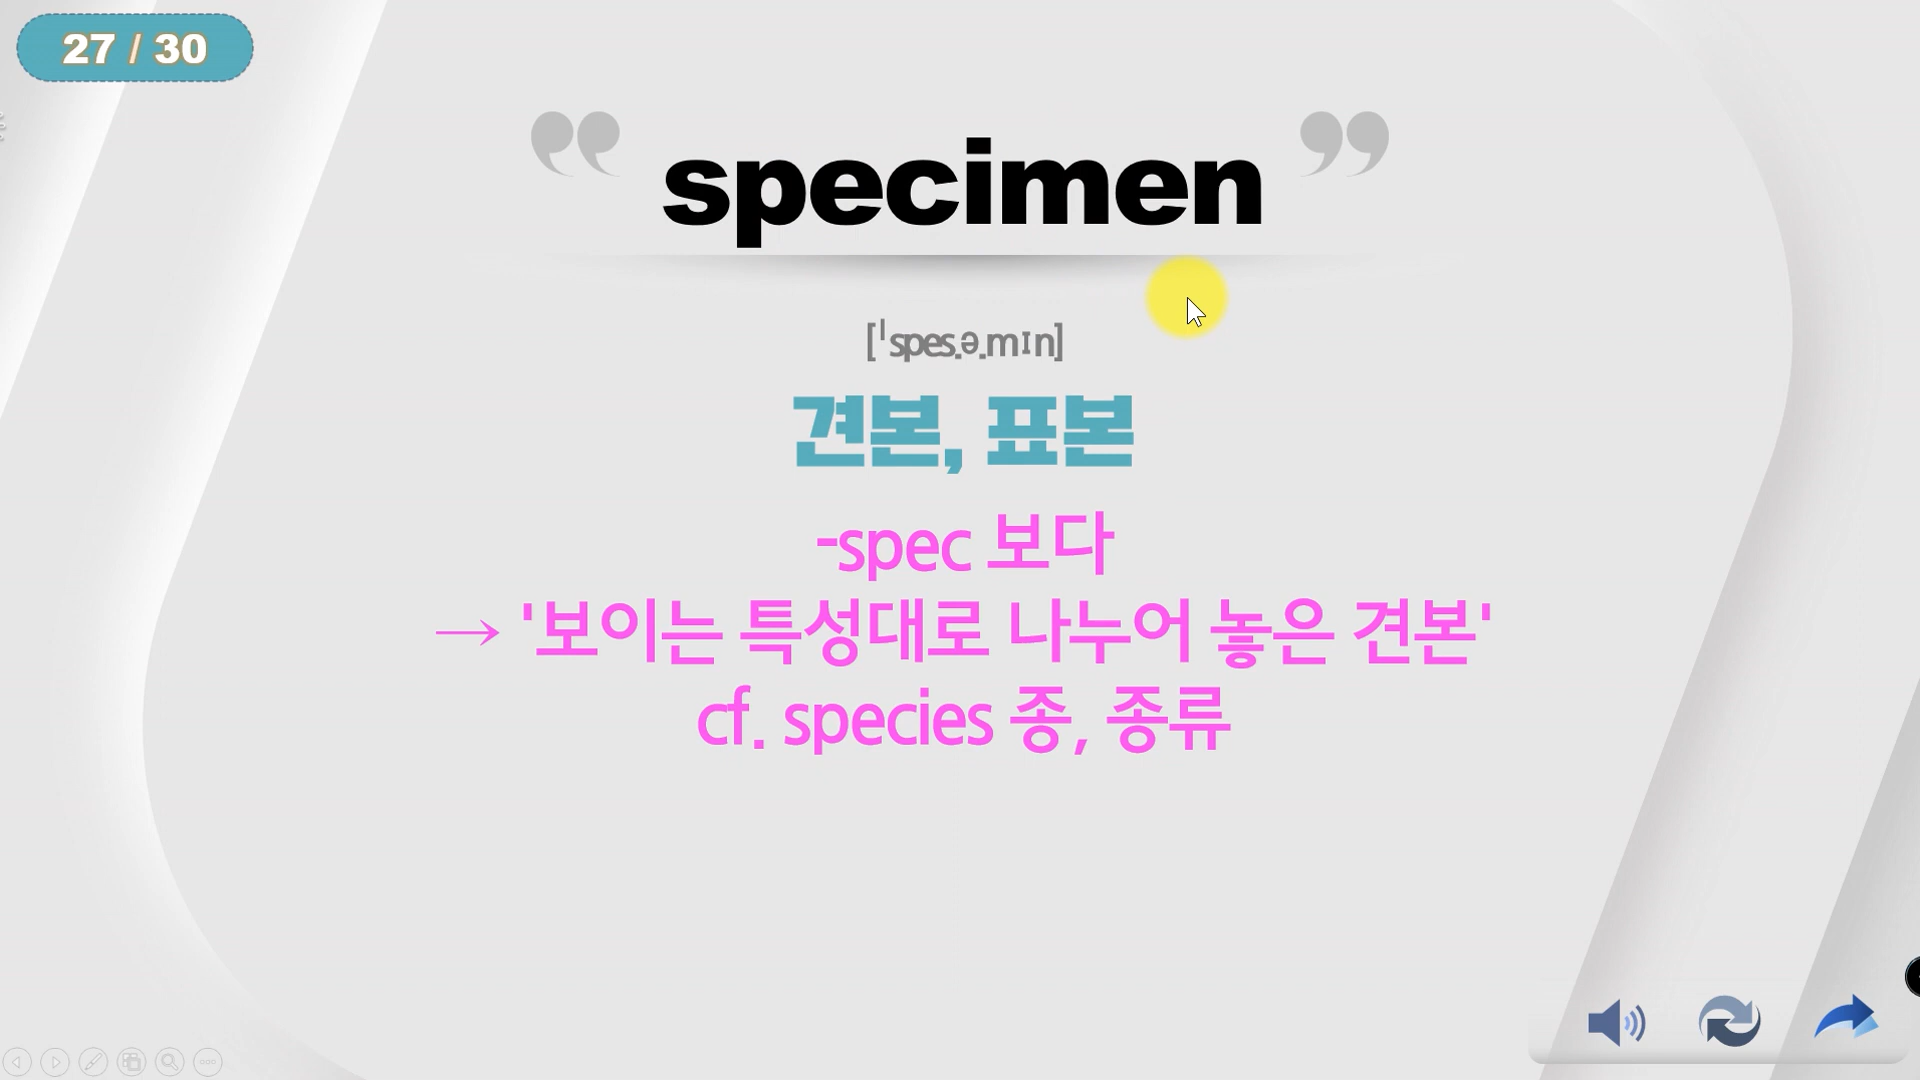 27 / 30
“ specimen ”
[ˈspes.ə.mɪn]
견본, 표본
-spec 보다
→ '보이는 특성대로 나누어 놓은 견본'
cf. species 종, 종류